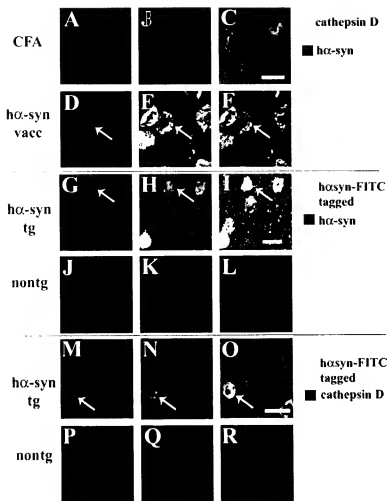 A B C
CFA
cathepsin D
hα-syn
D E F
hα-syn
vacc
G H I
hα-syn
tg
hαsyn-FITC
tagged
hα-syn
J K L
nontg
M N O
hα-syn
tg
hαsyn-FITC
tagged
cathepsin D
P Q R
nontg